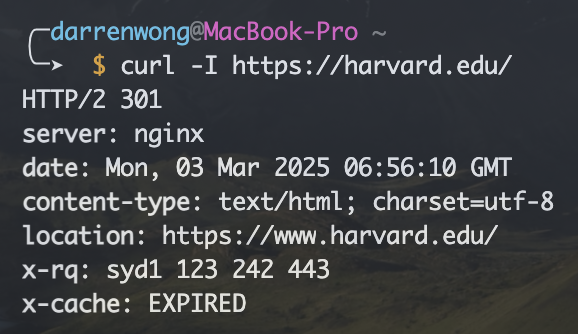 darrenwong@MacBook-Pro ~
$ curl -I https://harvard.edu/
HTTP/2 301
server: nginx
date: Mon, 03 Mar 2025 06:56:10 GMT
content-type: text/html; charset=utf-8
location: https://www.harvard.edu/
x-rq: syd1 123 242 443
x-cache: EXPIRED